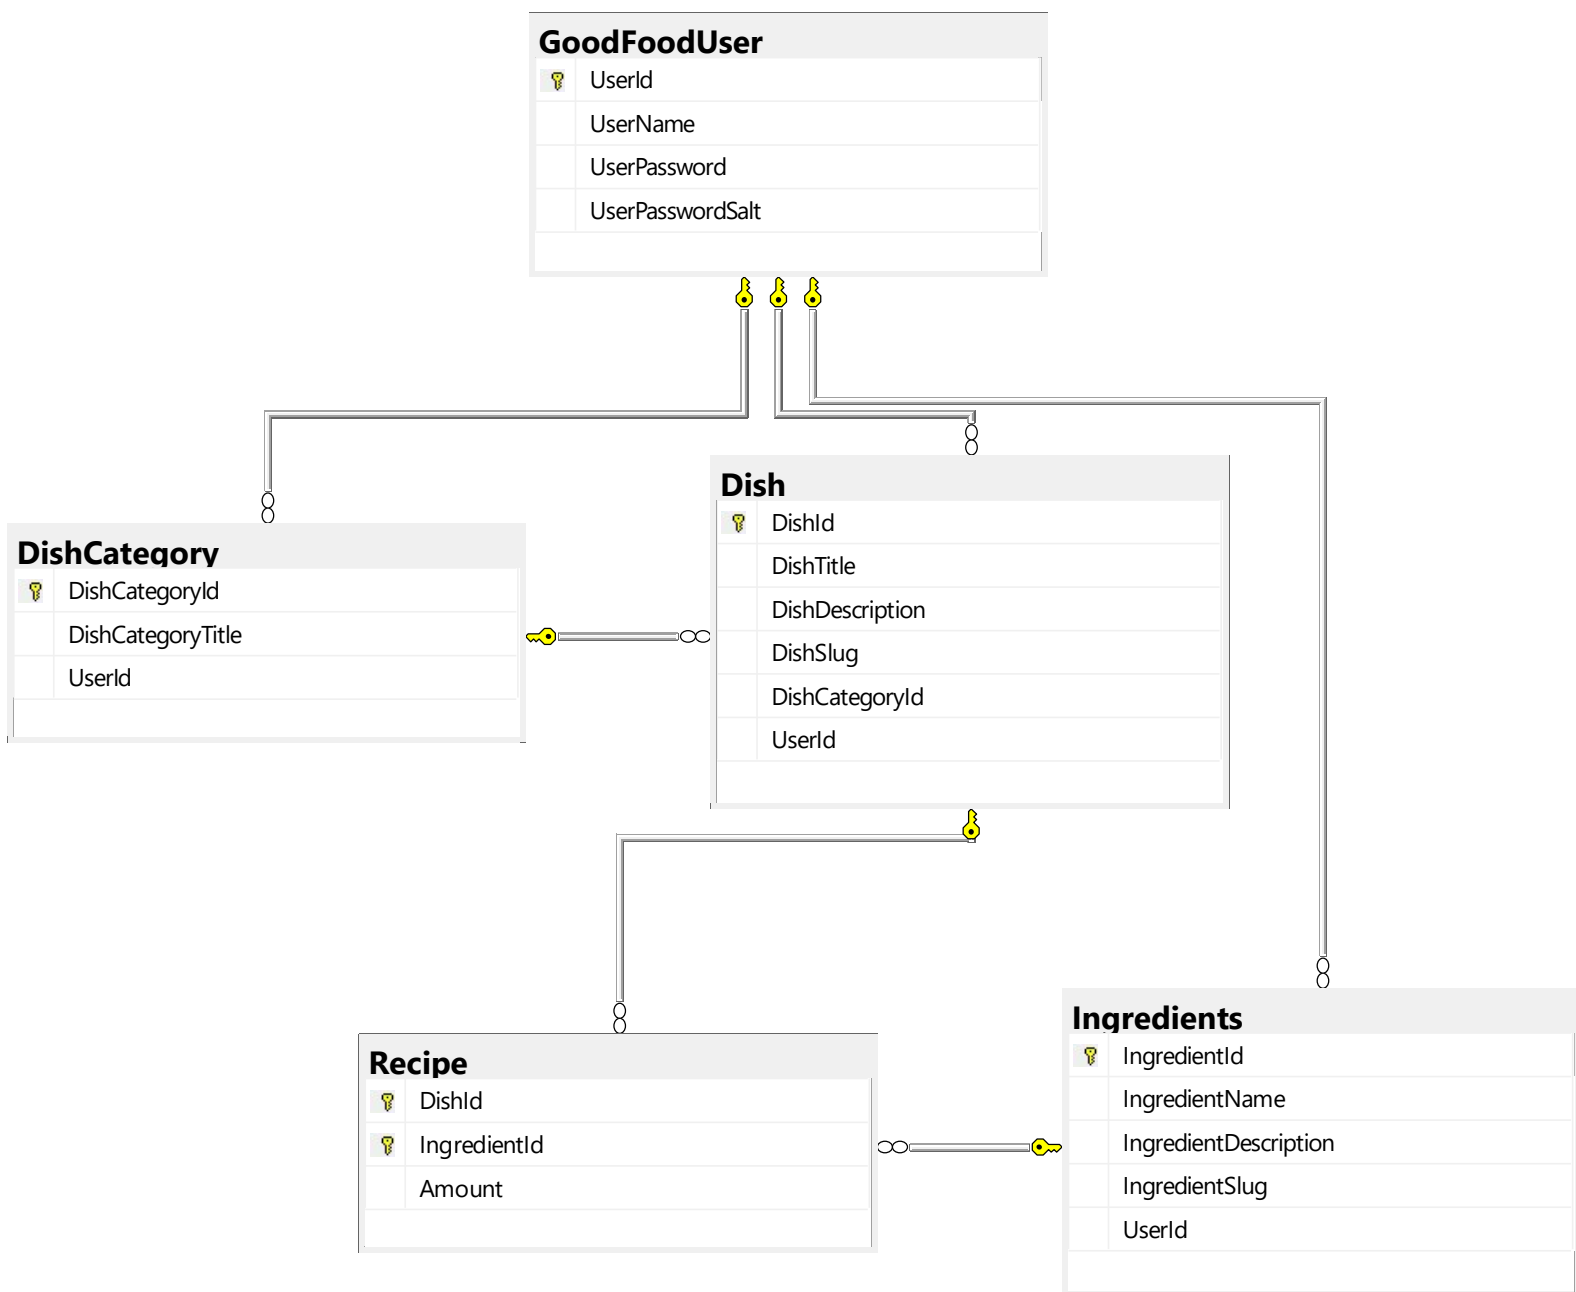 GoodFoodUser
UserId
UserName
UserPassword
UserPasswordSalt
Dish
DishId
DishTitle
DishDescription
DishSlug
DishCategoryId
UserId
DishCategory
DishCategoryId
DishCategoryTitle
UserId
Recipe
DishId
IngredientId
Amount
Ingredients
IngredientId
IngredientName
IngredientDescription
IngredientSlug
UserId